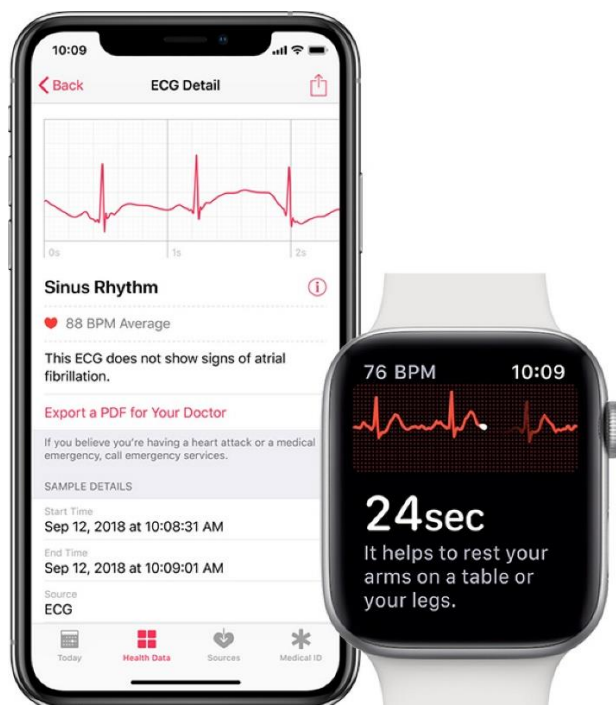 10:09
Back
ECG Detail
0s
1s
2s
Sinus Rhythm
88 BPM Average
This ECG does not show signs of atrial
fibrillation.
Export a PDF for Your Doctor
If you believe you're having a heart attack or a medical
emergency, call emergency services.
SAMPLE DETAILS
Start Time
Sep 12, 2018 at 10:08:31 AM
End Time
Sep 12, 2018 at 10:09:01 AM
Source
ECG
Today
Health Data
Sources
Medical ID
76 BPM
10:09
24sec
It helps to rest your
arms on a table or
your legs.